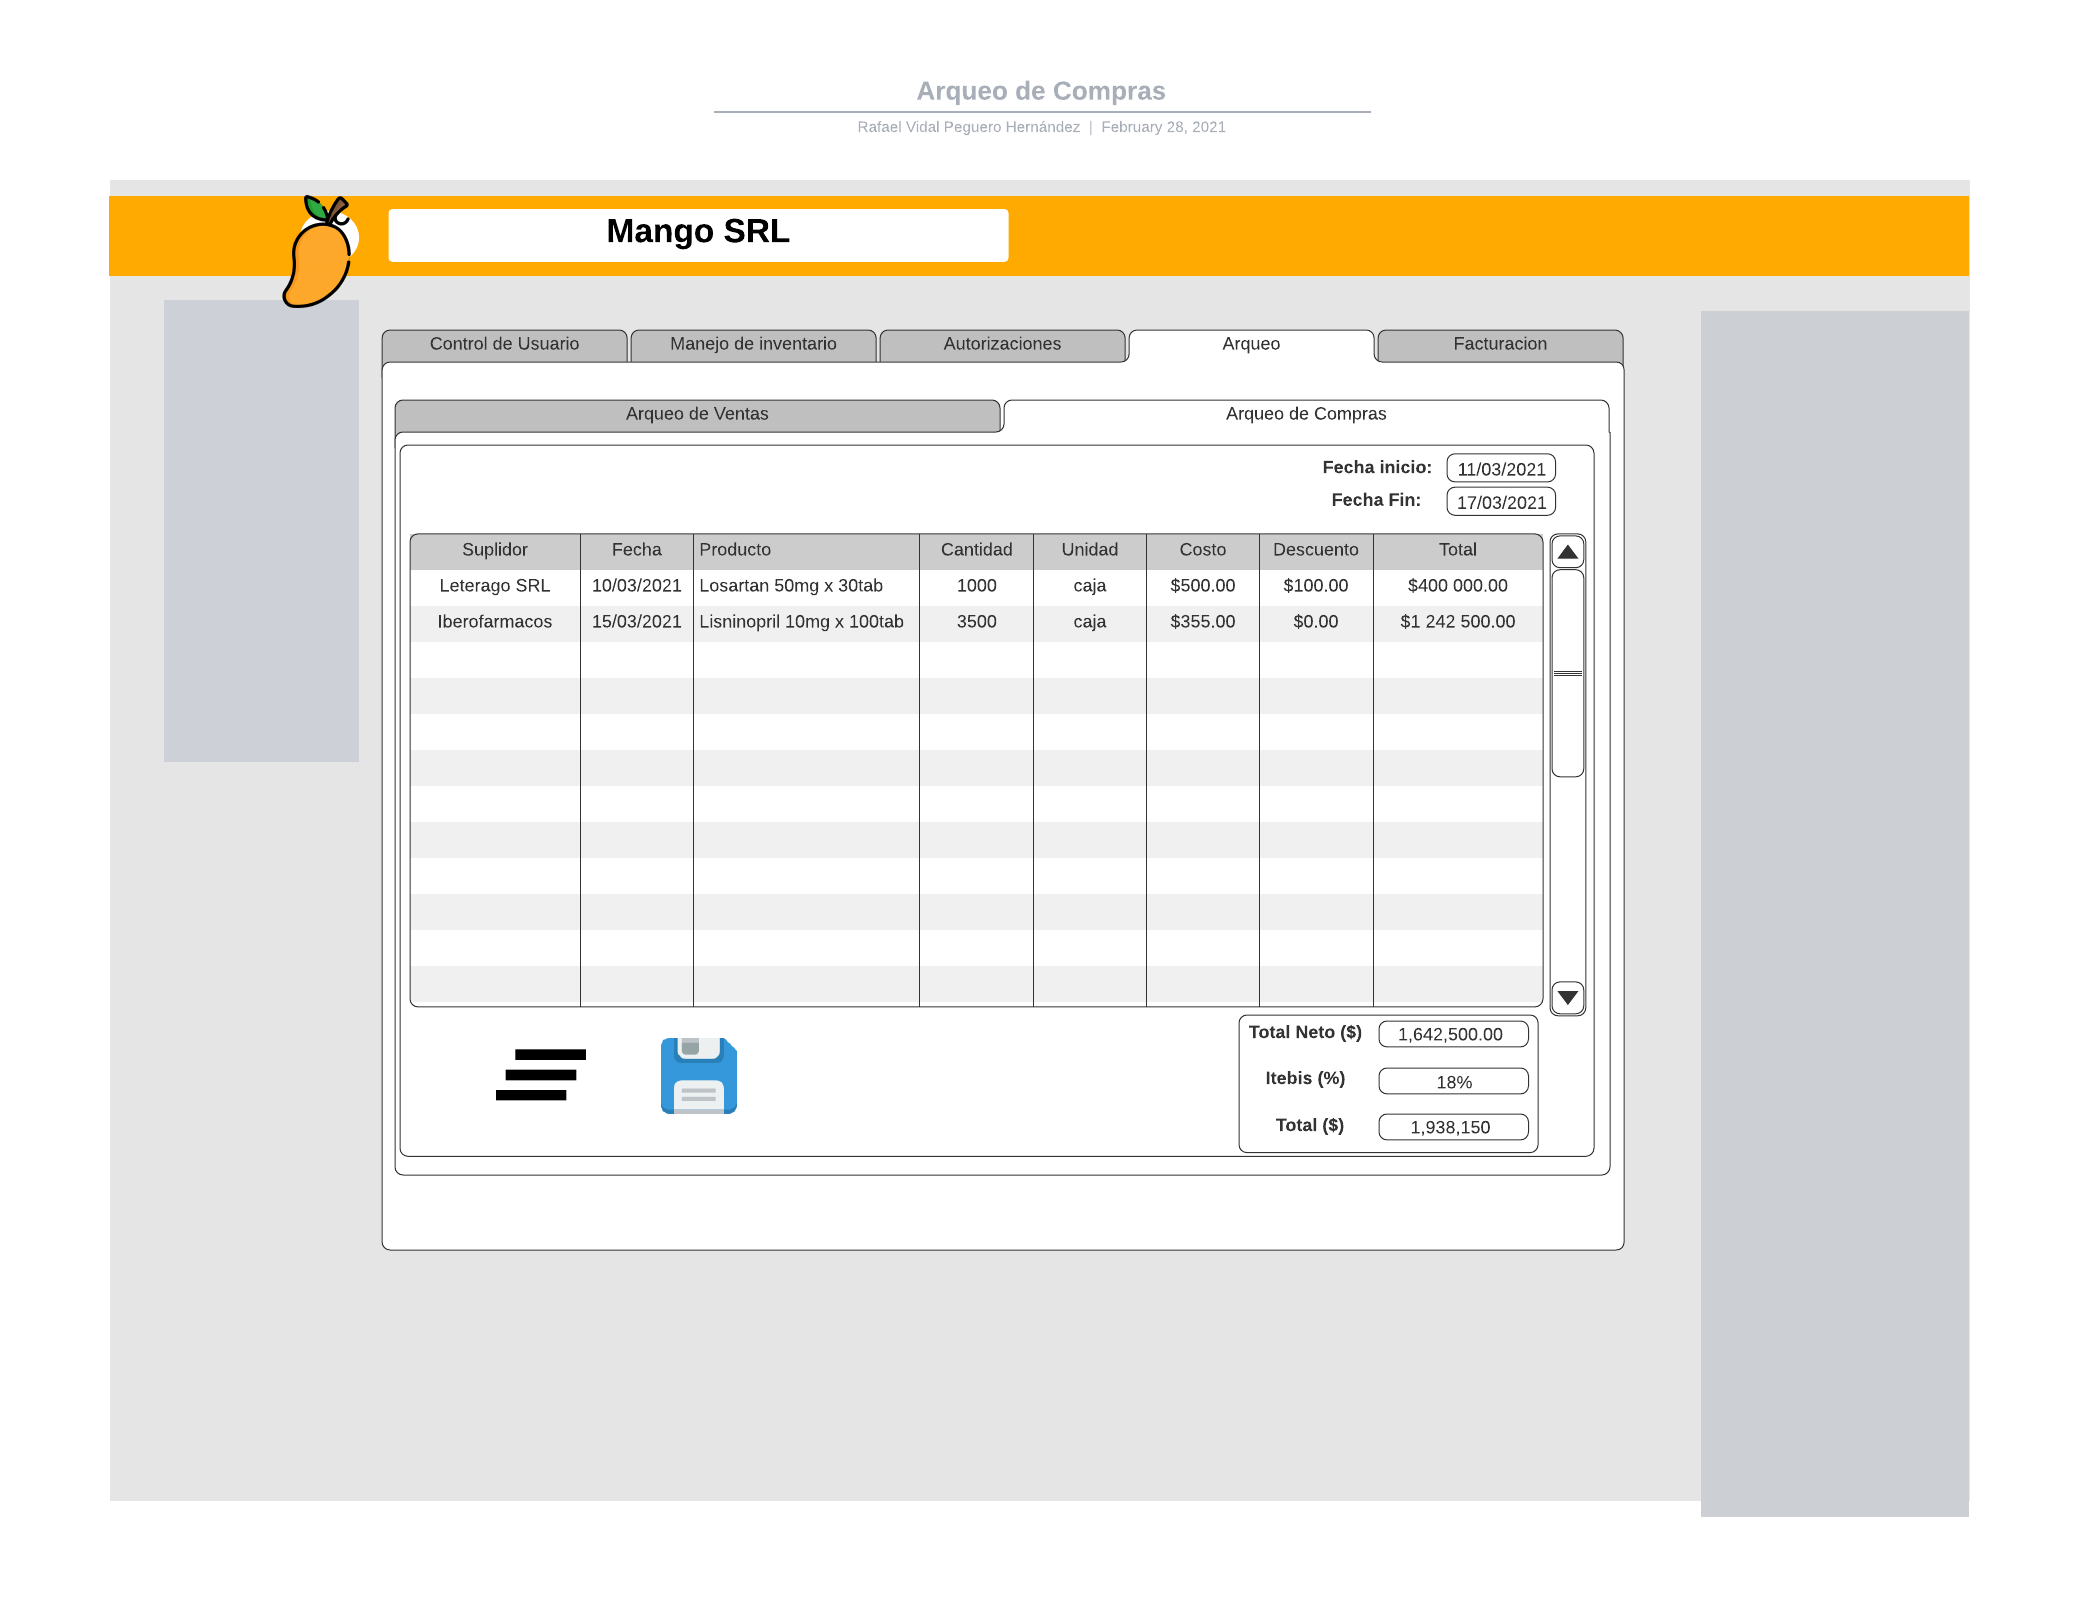 Arqueo de Compras
Rafael Vidal Peguero Hernández | February 28, 2021
Mango SRL
Control de Usuario Manejo de inventario Autorizaciones Arqueo Facturacion
Arqueo de Ventas Arqueo de Compras
Fecha inicio: 11/03/2021
Fecha Fin: 17/03/2021
Suplidor Fecha Producto Cantidad Unidad Costo Descuento Total
Leterago SRL 10/03/2021 Losartan 50mg x 30tab 1000 caja $500.00 $100.00 $400 000.00
Iberofarmacos 15/03/2021 Lisninopril 10mg x 100tab 3500 caja $355.00 $0.00 $1 242 500.00
Total Neto ($) 1,642,500.00
Itebis (%) 18%
Total ($) 1,938,150